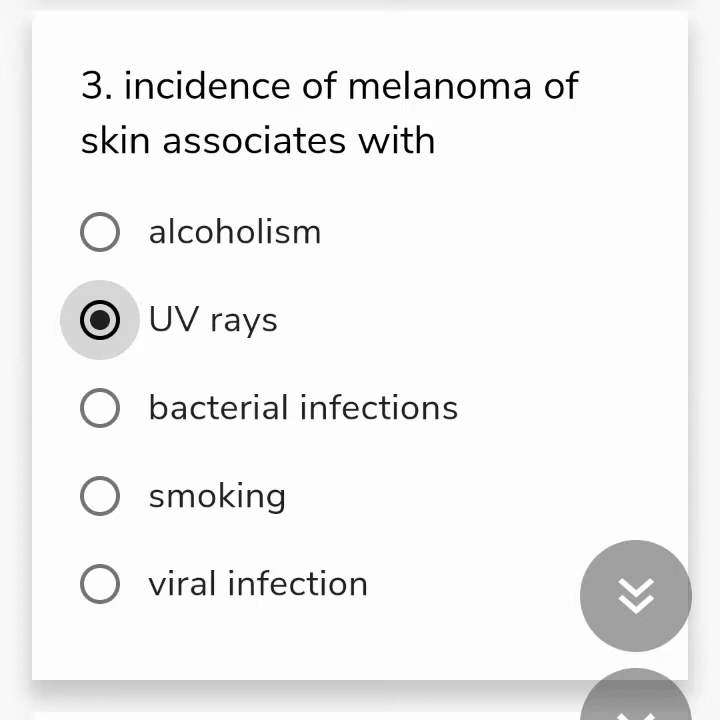 3. incidence of melanoma of
skin associates with
alcoholism
UV rays
bacterial infections
smoking
viral infection